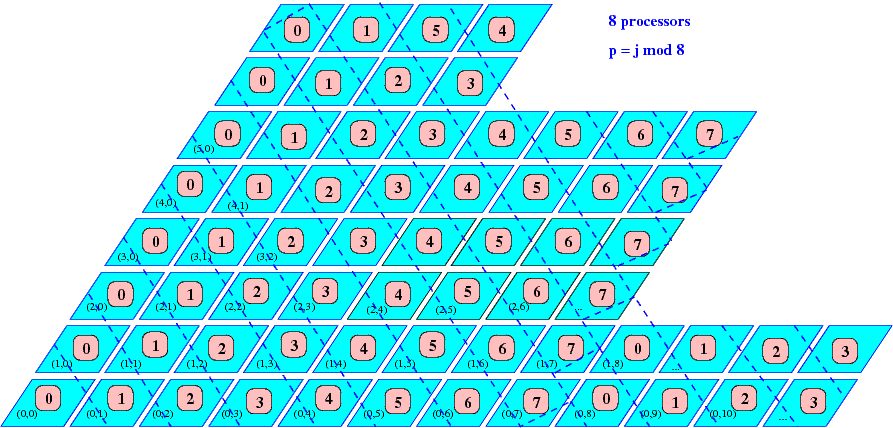 0 1 5 4
8 processors
p = j mod 8
0 1 2 3
0 1 2 3 4 5 6 7
(5,0)
0 1 2 3 4 5 6 7
(4,0) (4,1)
0 1 2 3 4 5 6 7
(3,0) (3,1) (3,2)
0 1 2 3 4 5 6 7
(2,0) (2,1) (2,2) (2,3) (2,4) (2,5) (2,6) ...
0 1 2 3 4 5 6 7 0 1 2 3
(1,0) (1,1) (1,2) (1,3) (1,4) (1,5) (1,6) (1,7) (1,8) ...
0 1 2 3 4 5 6 7 0 1 2 3
(0,0) (0,1) (0,2) (0,3) (0,4) (0,5) (0,6) (0,7) (0,8) (0,9) (0,10) ...